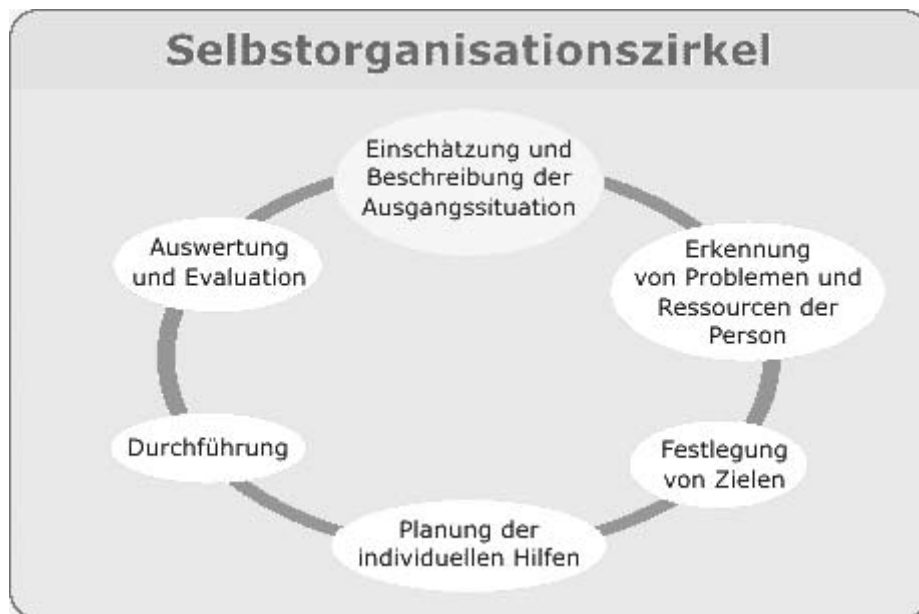 Selbstorganisationszirkel
Einschàtzung und
Beschreibung der
Ausgangssituation
Erkennung
von Problemen und
Ressourcen der
Person
Festlegung
von Zielen
Planung der
individuellen Hilfen
Durchführung
Auswertung
und Evaluation